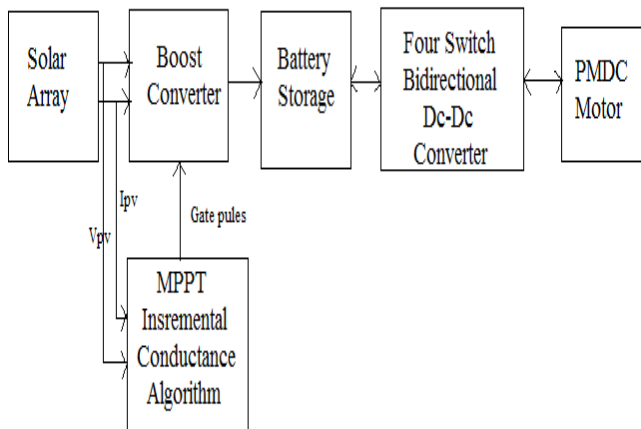 Solar
Array
Boost
Converter
Battery
Storage
Four Switch
Bidirectional
Dc-Dc
Converter
PMDC
Motor
Ipv
Vpv
Gate pules
MPPT
Insremental
Conductance
Algorithm